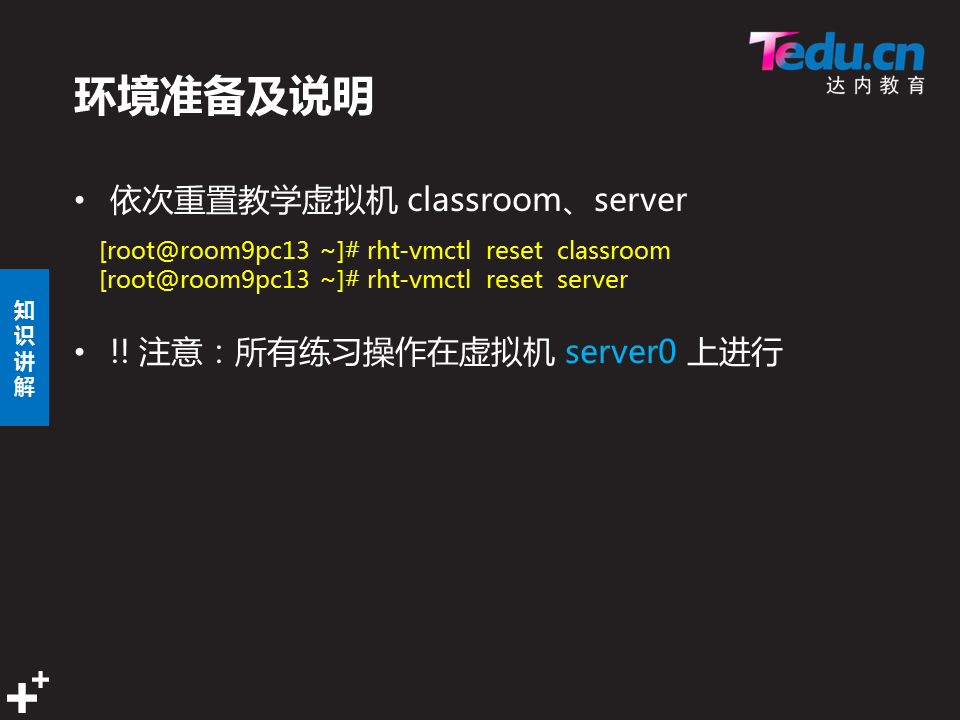 Tedu.cn
达内教育
环境准备及说明
• 依次重置教学虚拟机 classroom、server
[root@room9pc13 ~]# rht-vmctl reset classroom
[root@room9pc13 ~]# rht-vmctl reset server
知识讲解
• !! 注意：所有练习操作在虚拟机 server0 上进行